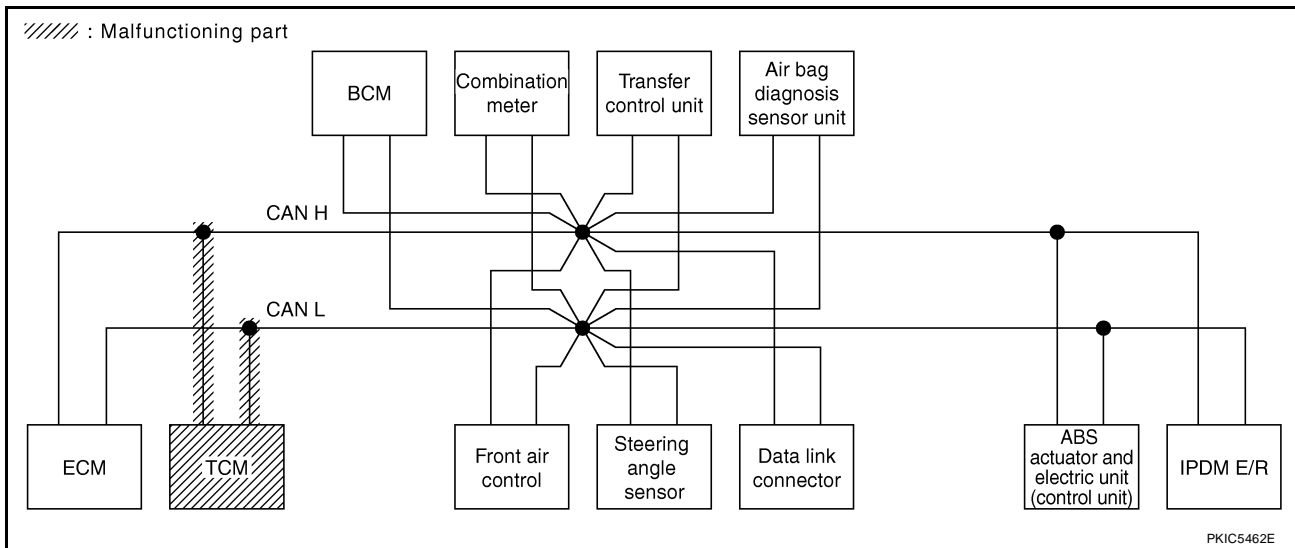 : Malfunctioning part
BCM
Combination
meter
Transfer
control unit
Air bag
diagnosis
sensor unit
CAN H
CAN L
ECM
TCM
Front air
control
Steering
angle
sensor
Data link
connector
ABS
actuator and
electric unit
(control unit)
IPDM E/R
PKIC5462E